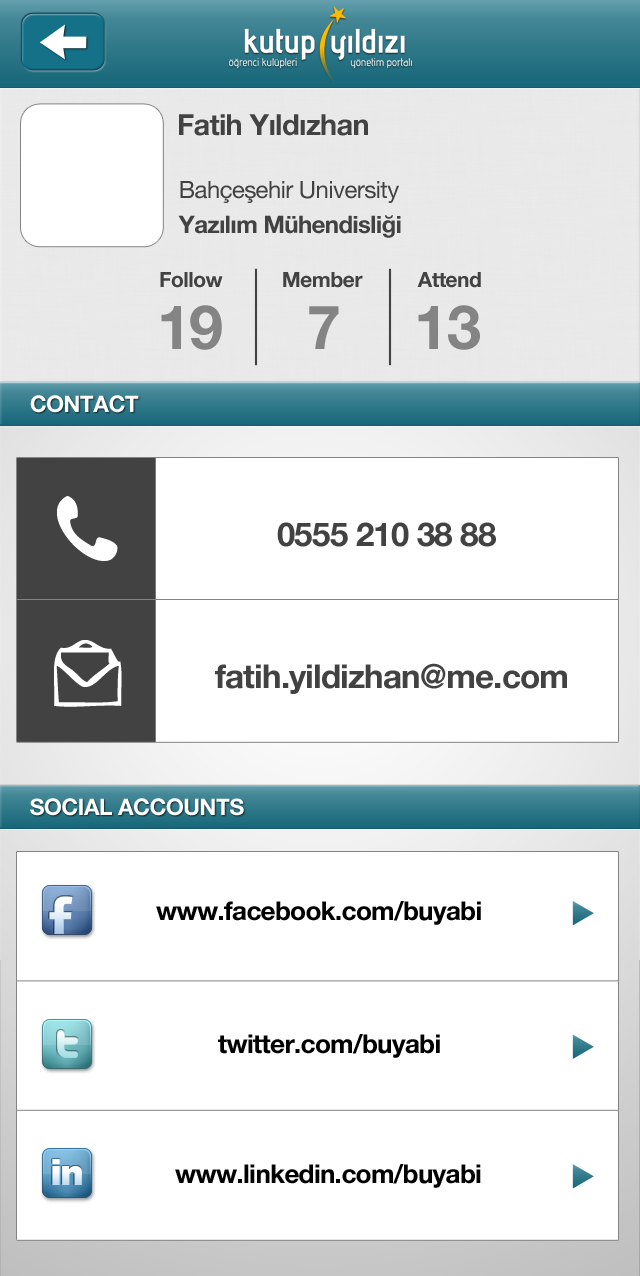 kutup yıldızı
öğrenci kulüpleri yönetim portalı
Fatih Yıldızhan
Bahçeşehir University
Yazılım Mühendisliği
Follow Member Attend
19 7 13
CONTACT
0555 210 38 88
fatih.yildizhan@me.com
SOCIAL ACCOUNTS
f www.facebook.com/buyabi
t twitter.com/buyabi
in www.linkedin.com/buyabi